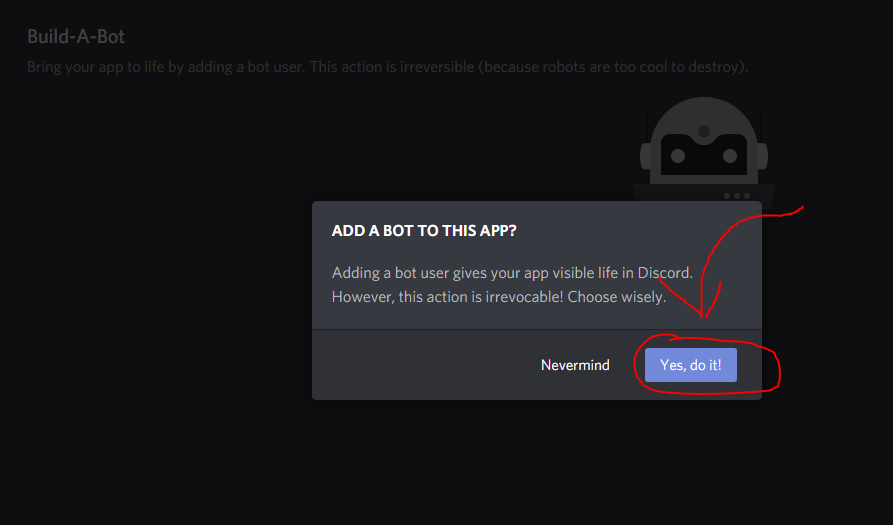 Build-A-Bot
Bring your app to life by adding a bot user. This action is irreversible (because robots are too cool to destroy).
ADD A BOT TO THIS APP?
Adding a bot user gives your app visible life in Discord.
However, this action is irrevocable! Choose wisely.
Nevermind
Yes, do it!